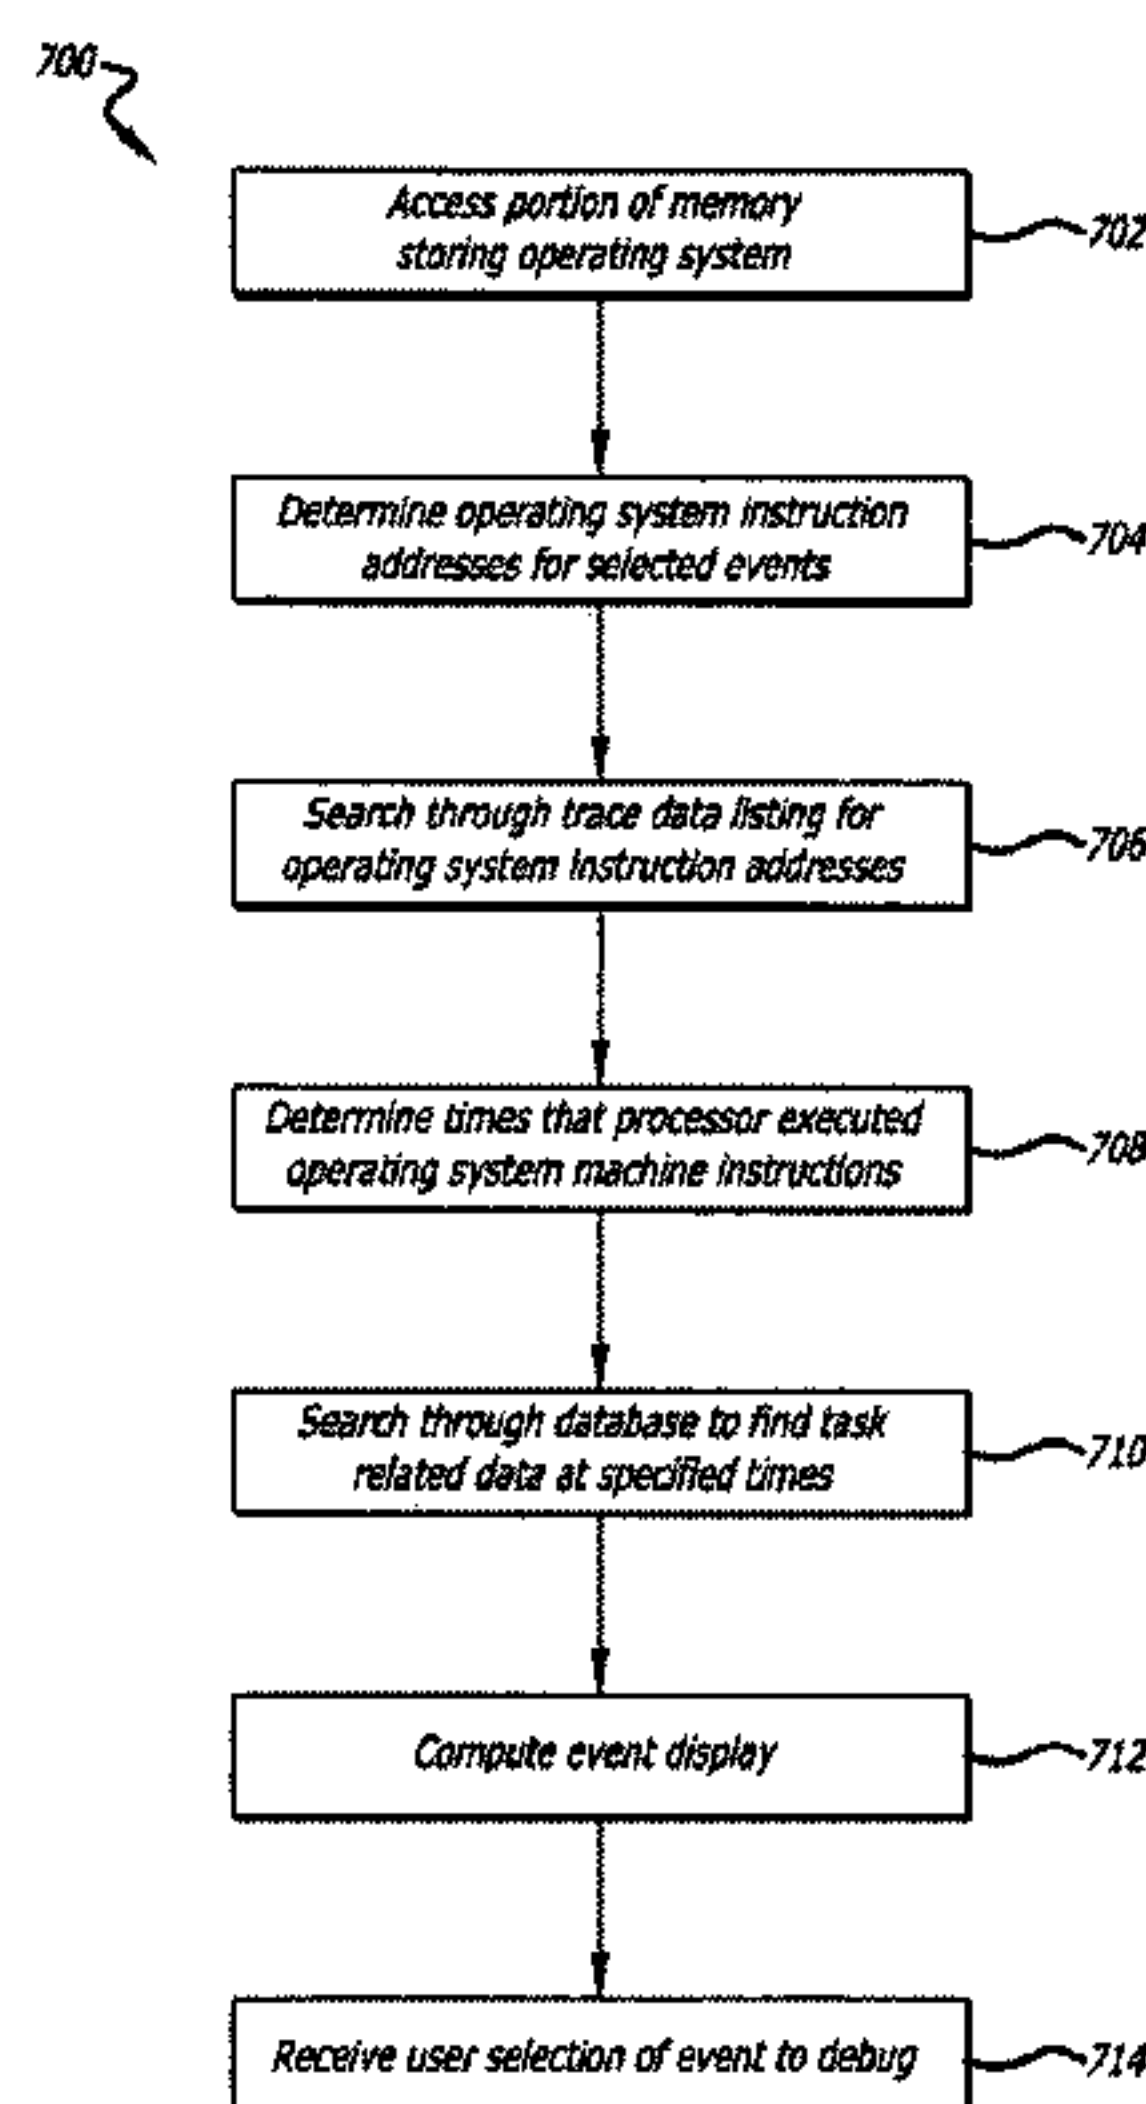 700
Access portion of memory
storing operating system
702
Determine operating system instruction
addresses for selected events
704
Search through trace data listing for
operating system instruction addresses
706
Determine times that processor executed
operating system machine instructions
708
Search through database to find task
related data at specified times
710
Compute event display
712
Receive user selection of event to debug
714